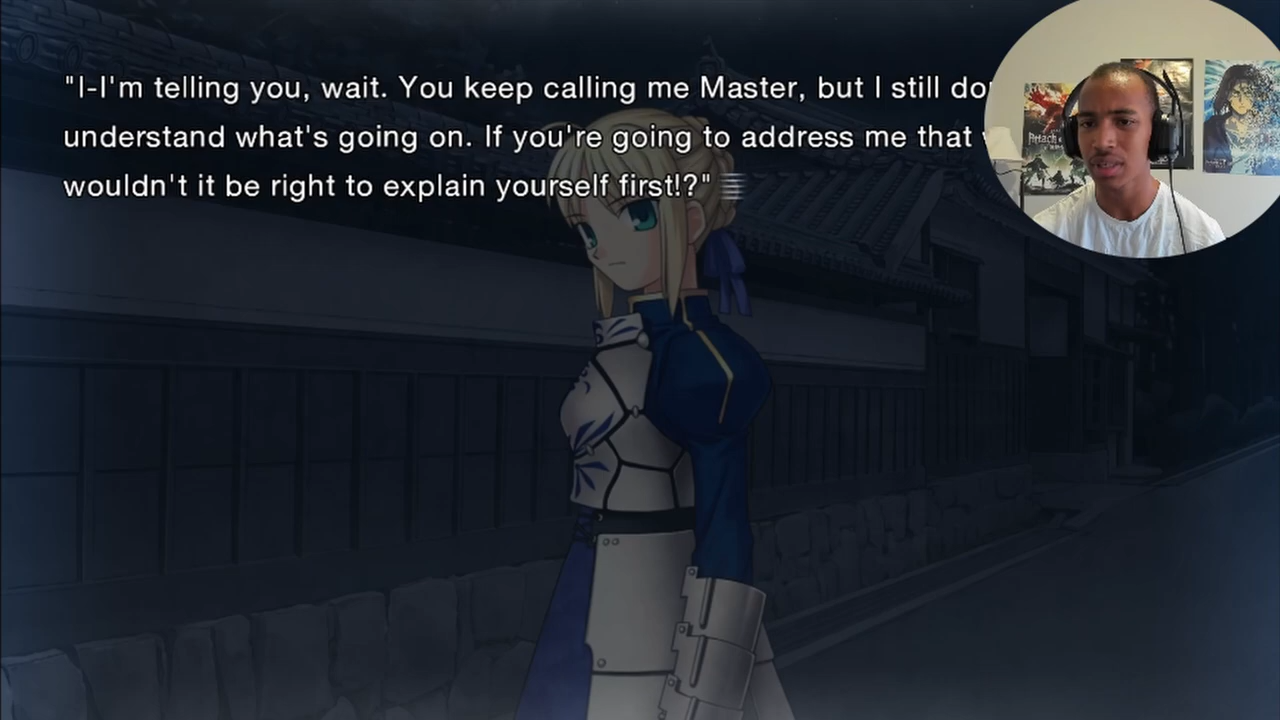 "I-I'm telling you, wait. You keep calling me Master, but I still
understand what's going on. If you're going to address me that
wouldn't it be right to explain yourself first!?"
Attack